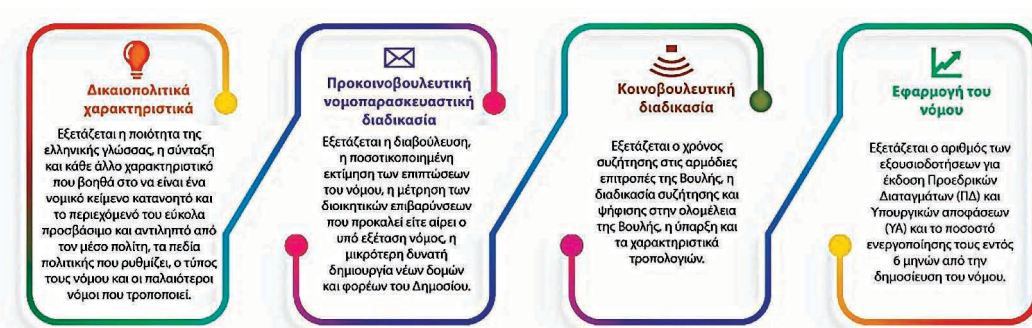 Δικαιοπολιτικά
χαρακτηριστικά
Εξετάζεται η ποιότητα της
ελληνικής γλώσσας, η σύνταξη
και κάθε άλλο χαρακτηριστικό
που βοηθά στο να είναι ένα
νομικό κείμενο κατανοητό και
το περιεχόμενό του εύκολα
προσβάσιμο και αντιληπτό από
τον μέσο πολίτη, τα πεδία
πολιτικής που ρυθμίζει, ο τύπος
τους νόμου και οι παλαιότεροι
νόμοι που τροποποιεί.
Προκοινοβουλευτική
νομοπαρασκευαστική
διαδικασία
Εξετάζεται η διαβούλευση,
η ποσοτικοποιημένη
εκτίμηση των επιπτώσεων
του νόμου, η μέτρηση των
διοικητικών επιβαρύνσεων
που προκαλεί είτε αίρει ο
υπό εξέταση νόμος, η
μικρότερη δυνατή
δημιουργία νέων δομών
και φορέων του Δημοσίου.
Κοινοβουλευτική
διαδικασία
Εξετάζεται ο χρόνος
συζήτησης στις αρμόδιες
επιτροπές της Βουλής, η
διαδικασία συζήτησης και
ψήφισης στην ολομέλεια
της Βουλής, η ύπαρξη και
τα χαρακτηριστικά
τροπολογιών.
Εφαρμογή του
νόμου
Εξετάζεται ο αριθμός των
εξουσιοδοτήσεων για
έκδοση Προεδρικών
Διαταγμάτων (ΠΔ) και
Υπουργικών αποφάσεων
(ΥΑ) και το ποσοστό
ενεργοποίησης τους εντός
6 μηνών από την
δημοσίευση του νόμου.